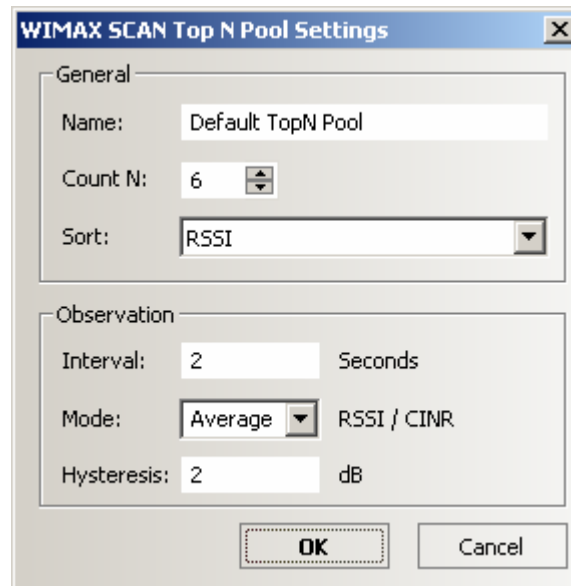 WIMAX SCAN Top N Pool Settings
General
Name: Default TopN Pool
Count N: 6
Sort: RSSI
Observation
Interval: 2 Seconds
Mode: Average RSSI / CINR
Hysteresis: 2 dB
OK Cancel